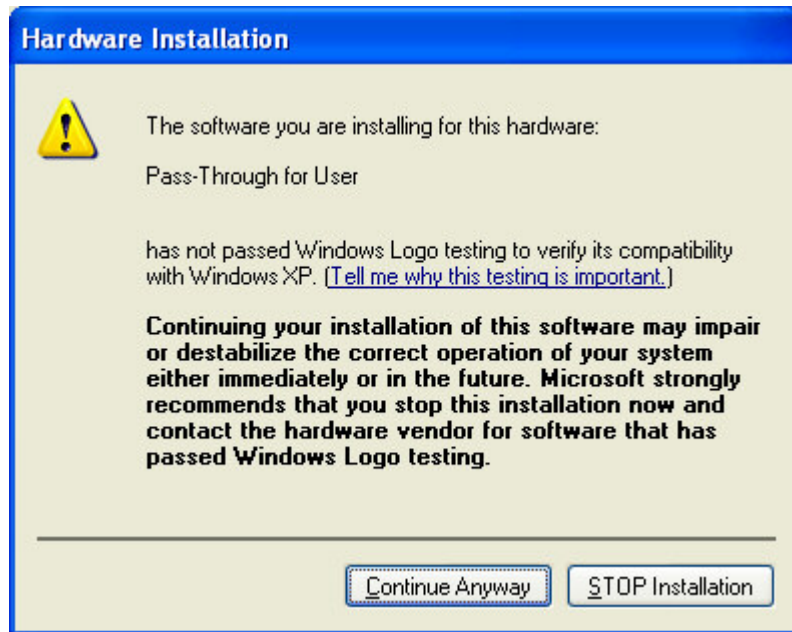 Hardware Installation
The software you are installing for this hardware:
Pass-Through for User
has not passed Windows Logo testing to verify its compatibility
with Windows XP. (Tell me why this testing is important.)
Continuing your installation of this software may impair
or destabilize the correct operation of your system
either immediately or in the future. Microsoft strongly
recommends that you stop this installation now and
contact the hardware vendor for software that has
passed Windows Logo testing.
Continue Anyway
STOP Installation